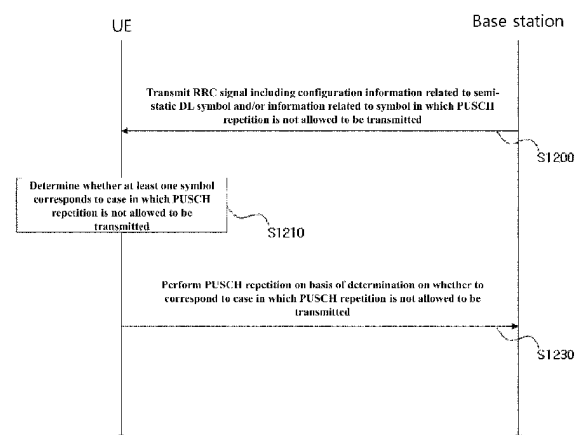 UE
Base station
Transmit RRC signal including configuration information related to semi-
static DL symbol and/or information related to symbol in which PUSCH
repetition is not allowed to be transmitted
S1200
Determine whether at least one symbol
corresponds to case in which PUSCH
repetition is not allowed to be
transmitted
S1210
Perform PUSCH repetition on basis of determination on whether to
correspond to case in which PUSCH repetition is not allowed to be
transmitted
S1230